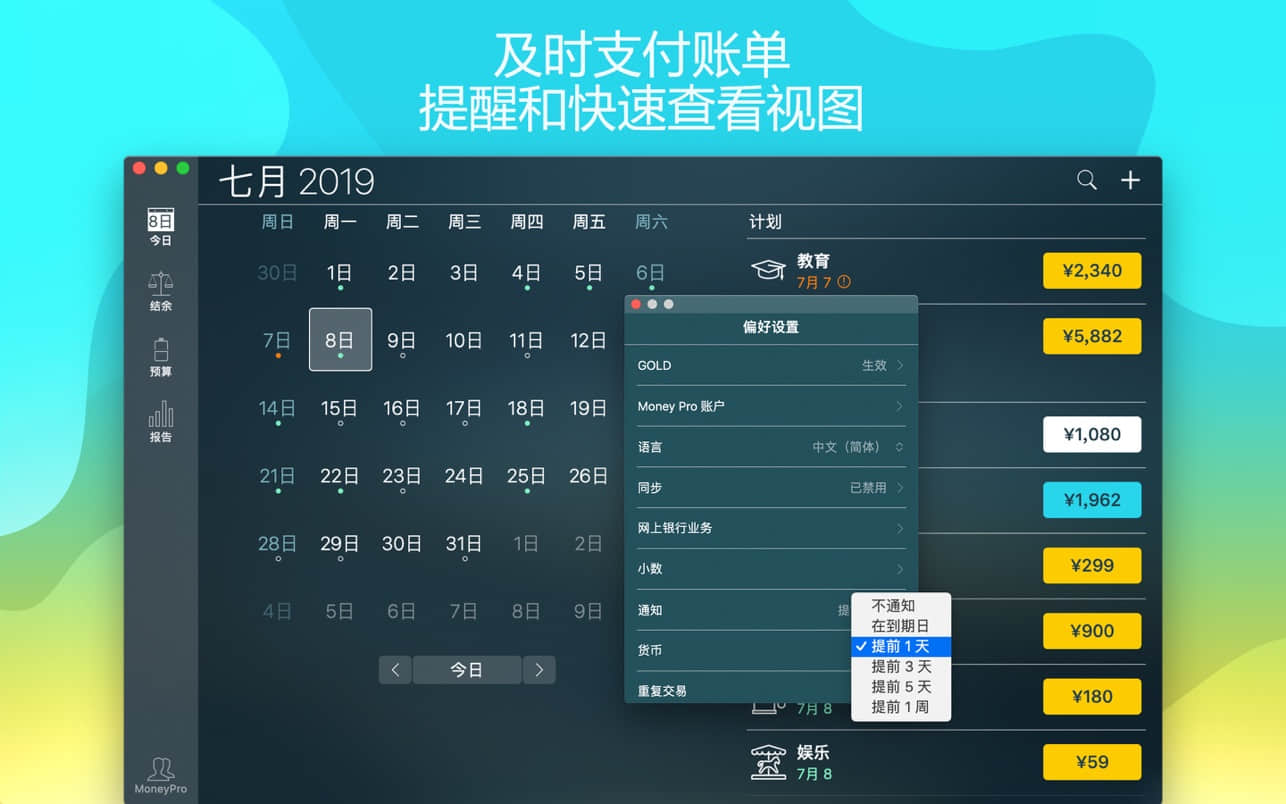 及时支付账单
提醒和快速查看视图
七月 2019
8日
今日
结余
预算
报告
MoneyPro
周日 周一 周二 周三 周四 周五 周六
30日 1日 2日 3日 4日 5日 6日
7日 8日 9日 10日 11日 12日
14日 15日 16日 17日 18日 19日
21日 22日 23日 24日 25日 26日
28日 29日 30日 31日 1日 2日
4日 5日 6日 7日 8日 9日
今日
计划
教育
7月 7
¥2,340
¥5,882
¥1,080
¥1,962
¥299
¥900
7月 8
¥180
娱乐
7月 8
¥59
偏好设置
GOLD 生效
Money Pro 账户
语言 中文（简体）
同步 已禁用
网上银行业务
小数
通知 提
货币
重复交易
不通知
在到期日
提前 1 天
提前 3 天
提前 5 天
提前 1 周